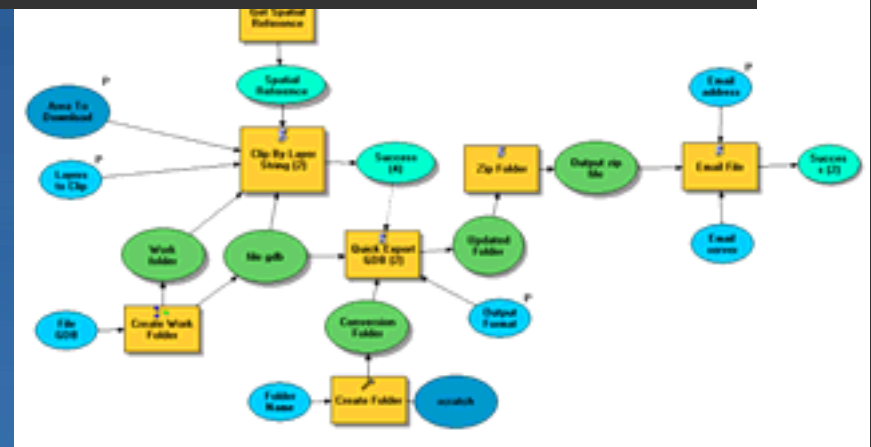 Get Spatial
Reference
P
Spatial
Reference
P
Area To
Download
P
Email
address
Clip By Layer
String (2)
Success
(4)
Zip Folder
Output zip
file
Email File
Succes
s (2)
P
Layers
to Clip
Work
folder
file gdb
Quick Export
GDB (2)
Updated
Folder
Email
server
File
GDB
Create Work
Folder
Conversion
Folder
P
Output
Format
Folder
Name
Create Folder
scratch